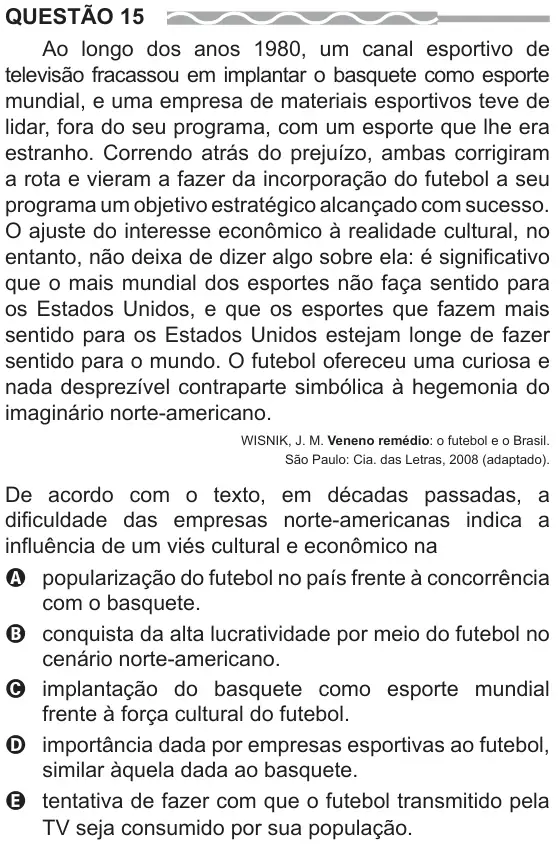 QUESTÃO 15
Ao longo dos anos 1980, um canal esportivo de
televisão fracassou em implantar o basquete como esporte
mundial, e uma empresa de materiais esportivos teve de
lidar, fora do seu programa, com um esporte que lhe era
estranho. Correndo atrás do prejuízo, ambas corrigiram
a rota e vieram a fazer da incorporação do futebol a seu
programa um objetivo estratégico alcançado com sucesso.
O ajuste do interesse econômico à realidade cultural, no
entanto, não deixa de dizer algo sobre ela: é significativo
que o mais mundial dos esportes não faça sentido para
os Estados Unidos, e que os esportes que fazem mais
sentido para os Estados Unidos estejam longe de fazer
sentido para o mundo. O futebol ofereceu uma curiosa e
nada desprezível contraparte simbólica à hegemonia do
imaginário norte-americano.
WISNIK, J. M. Veneno remédio: o futebol e o Brasil.
São Paulo: Cia. das Letras, 2008 (adaptado).
De acordo com o texto, em décadas passadas, a
dificuldade das empresas norte-americanas indica a
influência de um viés cultural e econômico na
A popularização do futebol no país frente à concorrência
com o basquete.
B conquista da alta lucratividade por meio do futebol no
cenário norte-americano.
C implantação do basquete como esporte mundial
frente à força cultural do futebol.
D importância dada por empresas esportivas ao futebol,
similar àquela dada ao basquete.
E tentativa de fazer com que o futebol transmitido pela
TV seja consumido por sua população.